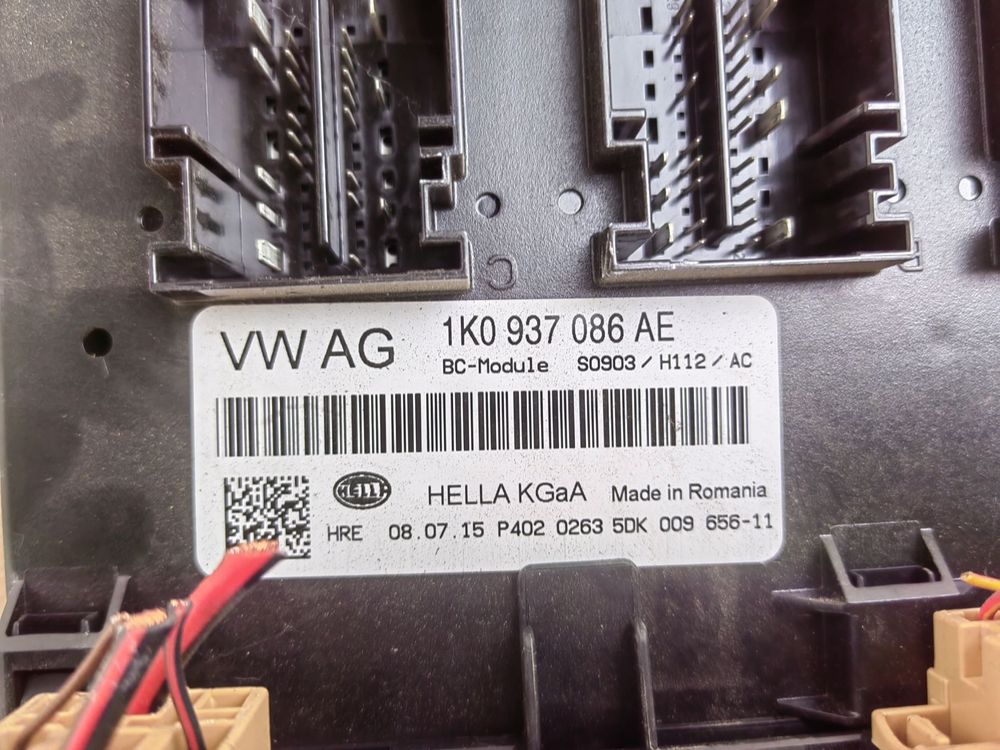 VW AG
1K0 937 086 AE
BC-Module S0903 / H112 / AC
HELLA
HELLA KGaA Made in Romania
HRE 08.07.15 P402 0263 5DK 009 656-11
C